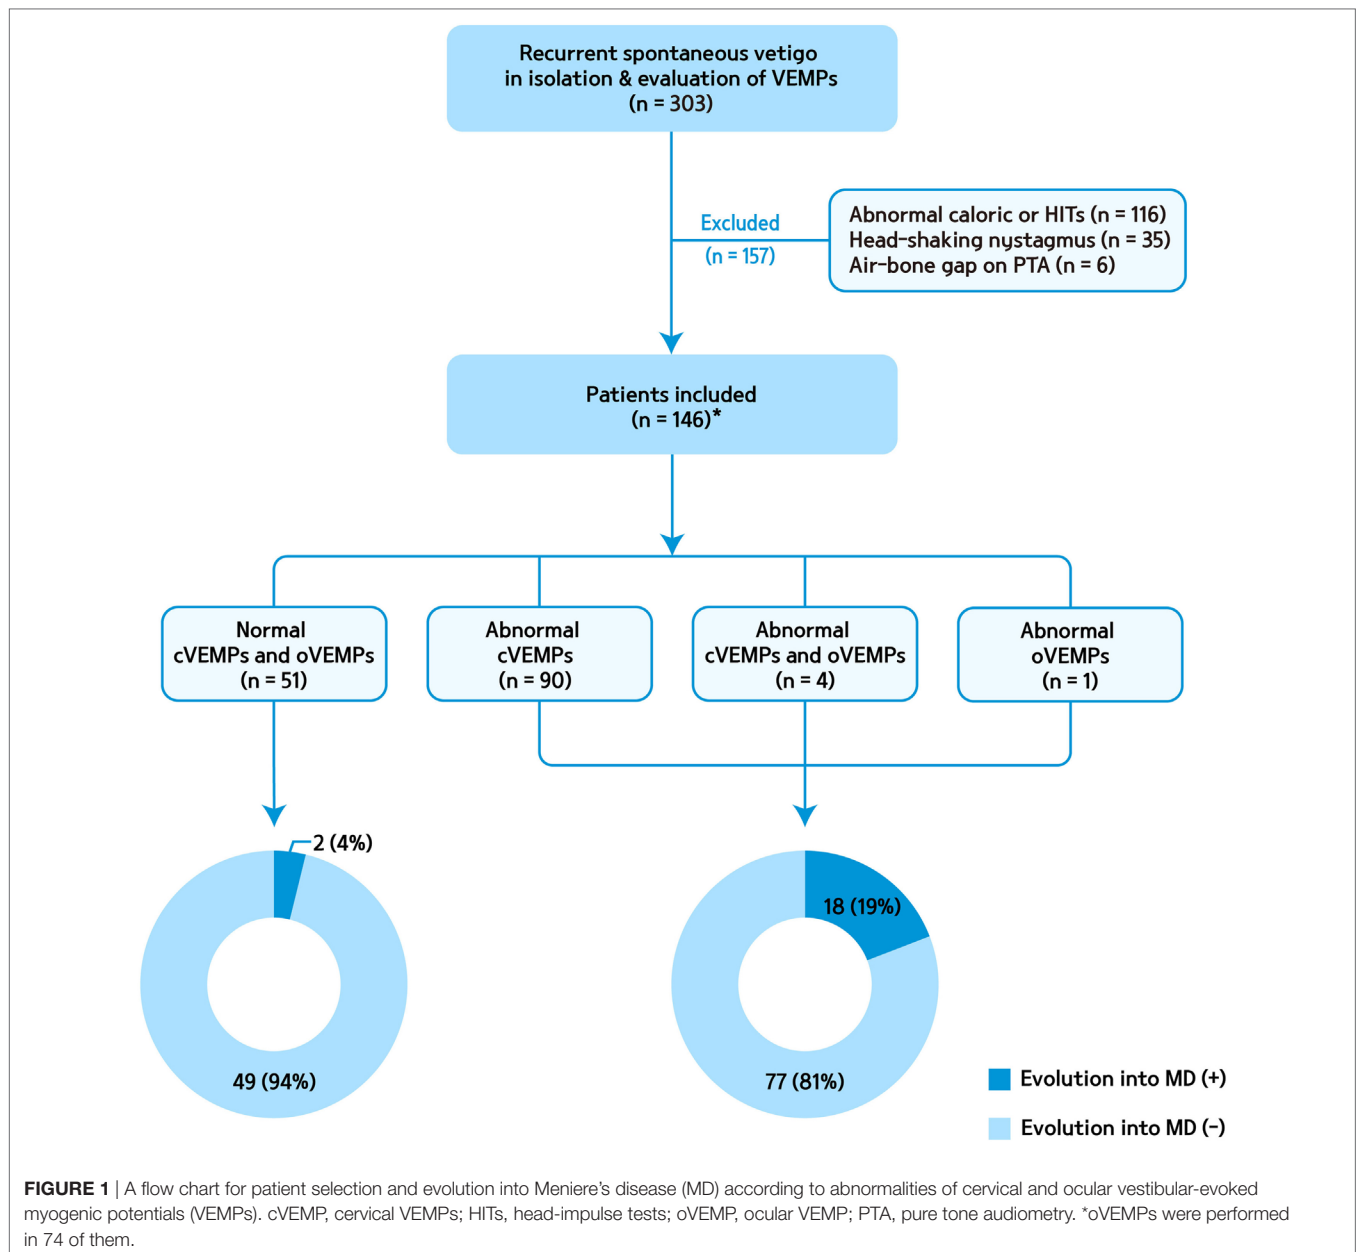 Recurrent spontaneous vetigo
in isolation & evaluation of VEMPs
(n = 303)
Excluded
(n = 157)
Abnormal caloric or HITs (n = 116)
Head-shaking nystagmus (n = 35)
Air-bone gap on PTA (n = 6)
Patients included
(n = 146)*
Normal
cVEMPs and oVEMPs
(n = 51)
Abnormal
cVEMPs
(n = 90)
Abnormal
cVEMPs and oVEMPs
(n = 4)
Abnormal
oVEMPs
(n = 1)
2 (4%)
49 (94%)
18 (19%)
77 (81%)
Evolution into MD (+)
Evolution into MD (-)
FIGURE 1 | A flow chart for patient selection and evolution into Meniere's disease (MD) according to abnormalities of cervical and ocular vestibular-evoked
myogenic potentials (VEMPs). cVEMP, cervical VEMPs; HITs, head-impulse tests; oVEMP, ocular VEMP; PTA, pure tone audiometry. *oVEMPs were performed
in 74 of them.